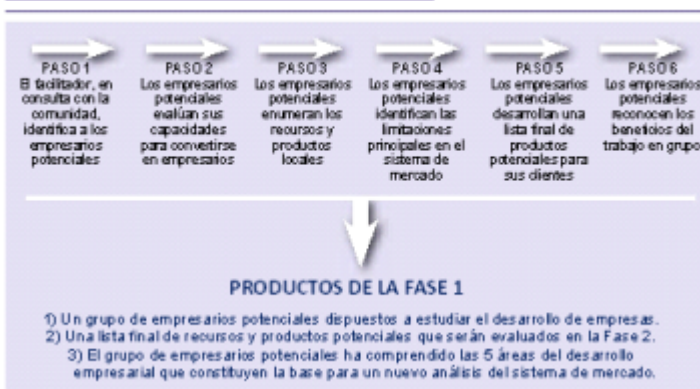 PASO 1
El facilitador, en
consulta con la
comunidad,
identifica a los
empresarios
potenciales
PASO 2
Los empresarios
potenciales
evalúan sus
capacidades
para convertirse
en empresarios
PASO 3
Los empresarios
potenciales
enumeran los
recursos y
productos
locales
PASO 4
Los empresarios
potenciales
identifican las
limitaciones
principales en el
sistema de
mercado
PASO 5
Los empresarios
potenciales
desarrollan una
lista final de
productos
potenciales para
sus clientes
PASO 6
Los empresarios
potenciales
reconocen los
beneficios del
trabajo en grupo
PRODUCTOS DE LA FASE 1
1) Un grupo de empresarios potenciales dispuestos a estudiar el desarrollo de empresas.
2) Una lista final de recursos y productos potenciales que serán evaluados en la Fase 2.
3) El grupo de empresarios potenciales ha comprendido las 5 áreas del desarrollo
empresarial que constituyen la base para un nuevo análisis del sistema de mercado.